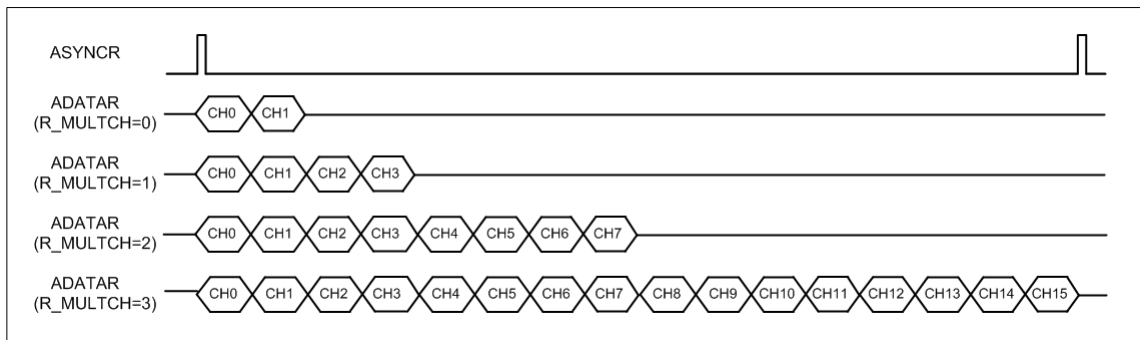 ASYNCR
ADATAR
(R_MULTCH=0)
CH0 CH1
ADATAR
(R_MULTCH=1)
CH0 CH1 CH2 CH3
ADATAR
(R_MULTCH=2)
CH0 CH1 CH2 CH3 CH4 CH5 CH6 CH7
ADATAR
(R_MULTCH=3)
CH0 CH1 CH2 CH3 CH4 CH5 CH6 CH7 CH8 CH9 CH10 CH11 CH12 CH13 CH14 CH15